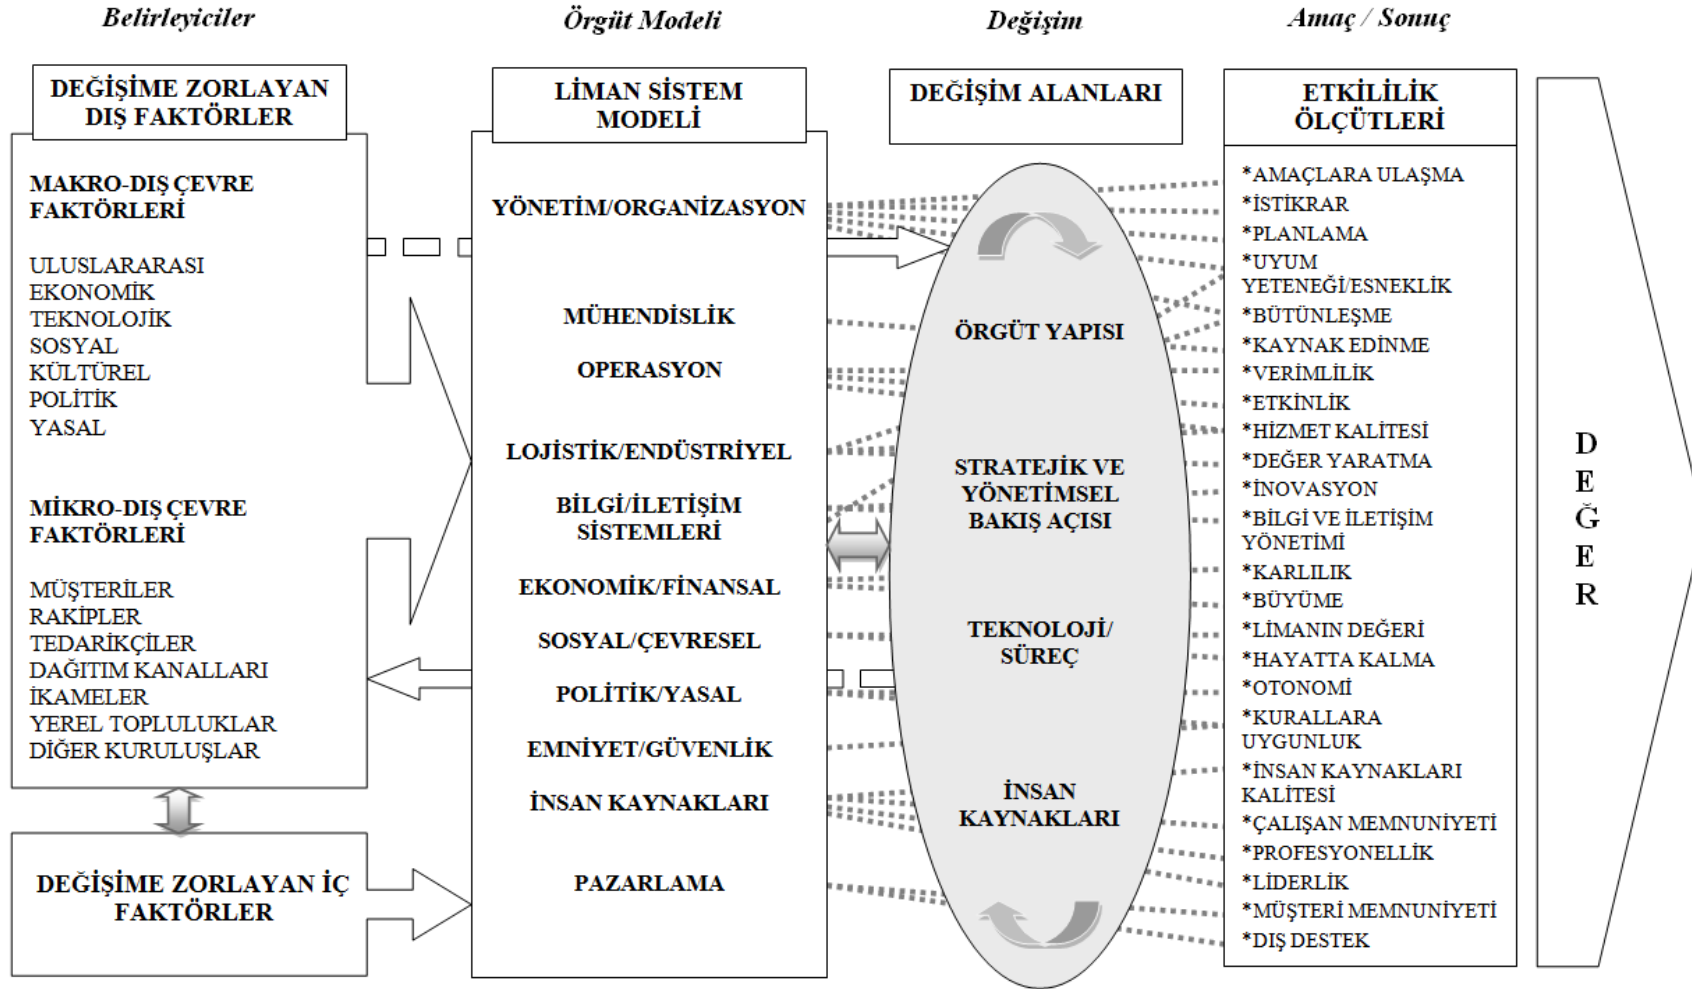 Belirleyiciler
Örgüt Modeli
Değişim
Amaç / Sonuç
DEĞİŞİME ZORLAYAN
DIŞ FAKTÖRLER
MAKRO-DIŞ ÇEVRE
FAKTÖRLERİ
ULUSLARARASI
EKONOMİK
TEKNOLOJİK
SOSYAL
KÜLTÜREL
POLİTİK
YASAL
MİKRO-DIŞ ÇEVRE
FAKTÖRLERİ
MÜŞTERİLER
RAKİPLER
TEDARİKÇİLER
DAĞITIM KANALLARI
İKAMELER
YEREL TOPLULUKLAR
DİĞER KURULUŞLAR
DEĞİŞİME ZORLAYAN İÇ
FAKTÖRLER
LİMAN SİSTEM
MODELİ
YÖNETİM/ORGANİZASYON
MÜHENDİSLİK
OPERASYON
LOJİSTİK/ENDÜSTRİYEL
BİLGİ/İLETİŞİM
SİSTEMLERİ
EKONOMİK/FİNANSAL
SOSYAL/ÇEVRESEL
POLİTİK/YASAL
EMNİYET/GÜVENLİK
İNSAN KAYNAKLARI
PAZARLAMA
DEĞİŞİM ALANLARI
ÖRGÜT YAPISI
STRATEJİK VE
YÖNETİMSEL
BAKIŞ AÇISI
TEKNOLOJİ/
SÜREÇ
İNSAN
KAYNAKLARI
ETKİLİLİK
ÖLÇÜTLERİ
*AMAÇLARA ULAŞMA
*İSTİKRAR
*PLANLAMA
*UYUM
YETENEĞİ/ESNEKLİK
*BÜTÜNLEŞME
*KAYNAK EDİNME
*VERİMLİLİK
*ETKİNLİK
*HİZMET KALİTESİ
*DEĞER YARATMA
*İNOVASYON
*BİLGİ VE İLETİŞİM
YÖNETİMİ
*KARLILIK
*BÜYÜME
*LİMANIN DEĞERİ
*HAYATTA KALMA
*OTONOMİ
*KURALLARA
UYGUNLUK
*İNSAN KAYNAKLARI
KALİTESİ
*ÇALIŞAN MEMNUNİYETİ
*PROFESYONELLİK
*LİDERLİK
*MÜŞTERİ MEMNUNİYETİ
*DIŞ DESTEK
D
E
Ğ
E
R